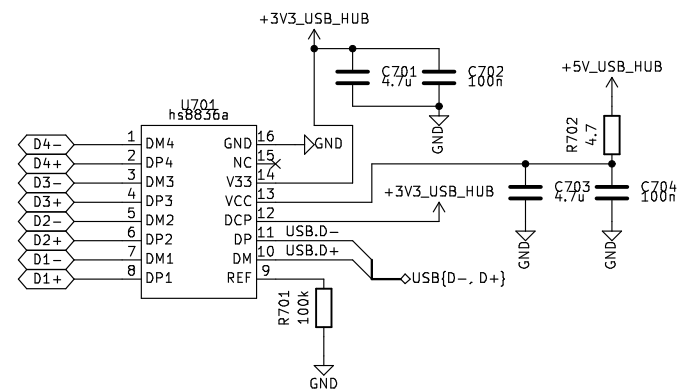 +3V3_USB_HUB
C701
4.7u
C702
100n
GND
+5V_USB_HUB
R702
4.7
C703
4.7u
C704
100n
GND
GND
U701
hs8836a
D4- 1 DM4
D4+ 2 DP4
D3- 3 DM3
D3+ 4 DP3
D2- 5 DM2
D2+ 6 DP2
D1- 7 DM1
D1+ 8 DP1
GND 16 GND
NC 15
V33 14
VCC 13
DCP 12 +3V3_USB_HUB
DP 11 USB.D-
DM 10 USB.D+
REF 9
USB{D-, D+}
R701
100k
GND